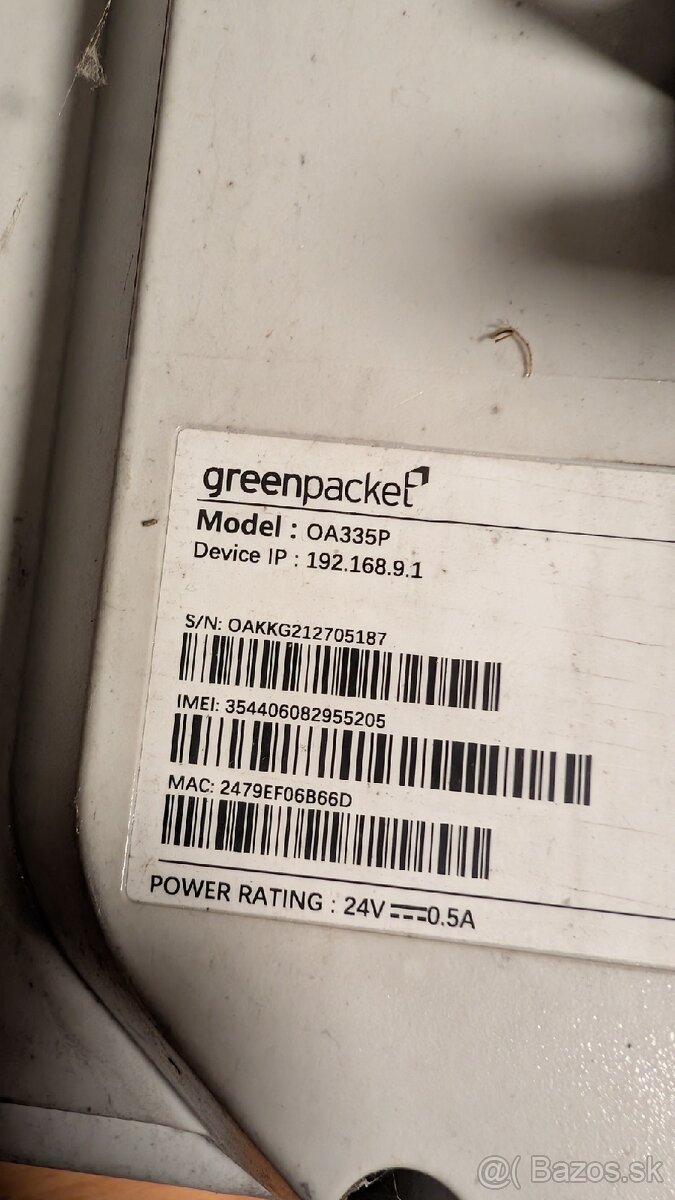 greenpacket
Model : OA335P
Device IP : 192.168.9.1
S/N: OAKKG212705187
IMEI: 354406082955205
MAC: 2479EF06B66D
POWER RATING : 24V⎓0.5A
@( Bazos.sk